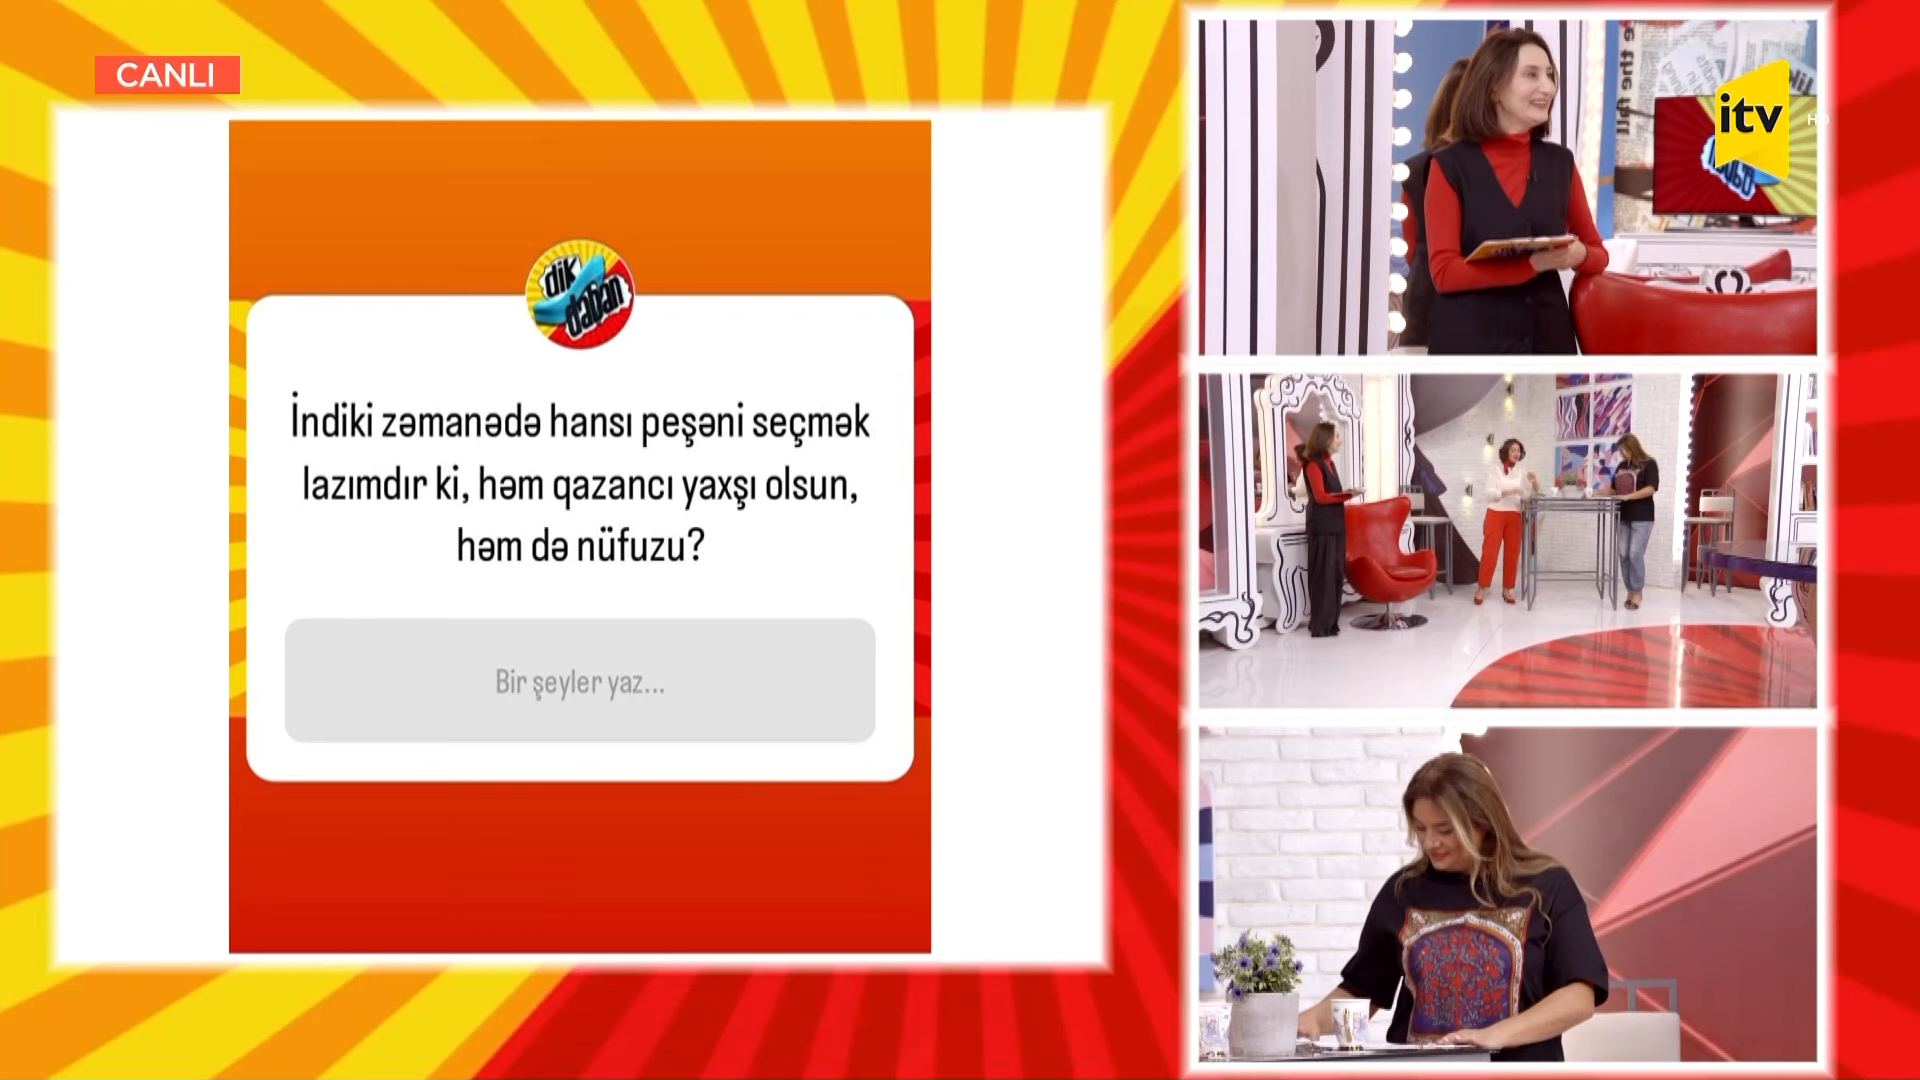 CANLI
dik
daban
İndiki zəmanədə hansı peşəni seçmək
lazımdır ki, həm qazancı yaxşı olsun,
həm də nüfuzu?
Bir şeyler yaz...
itv
HD